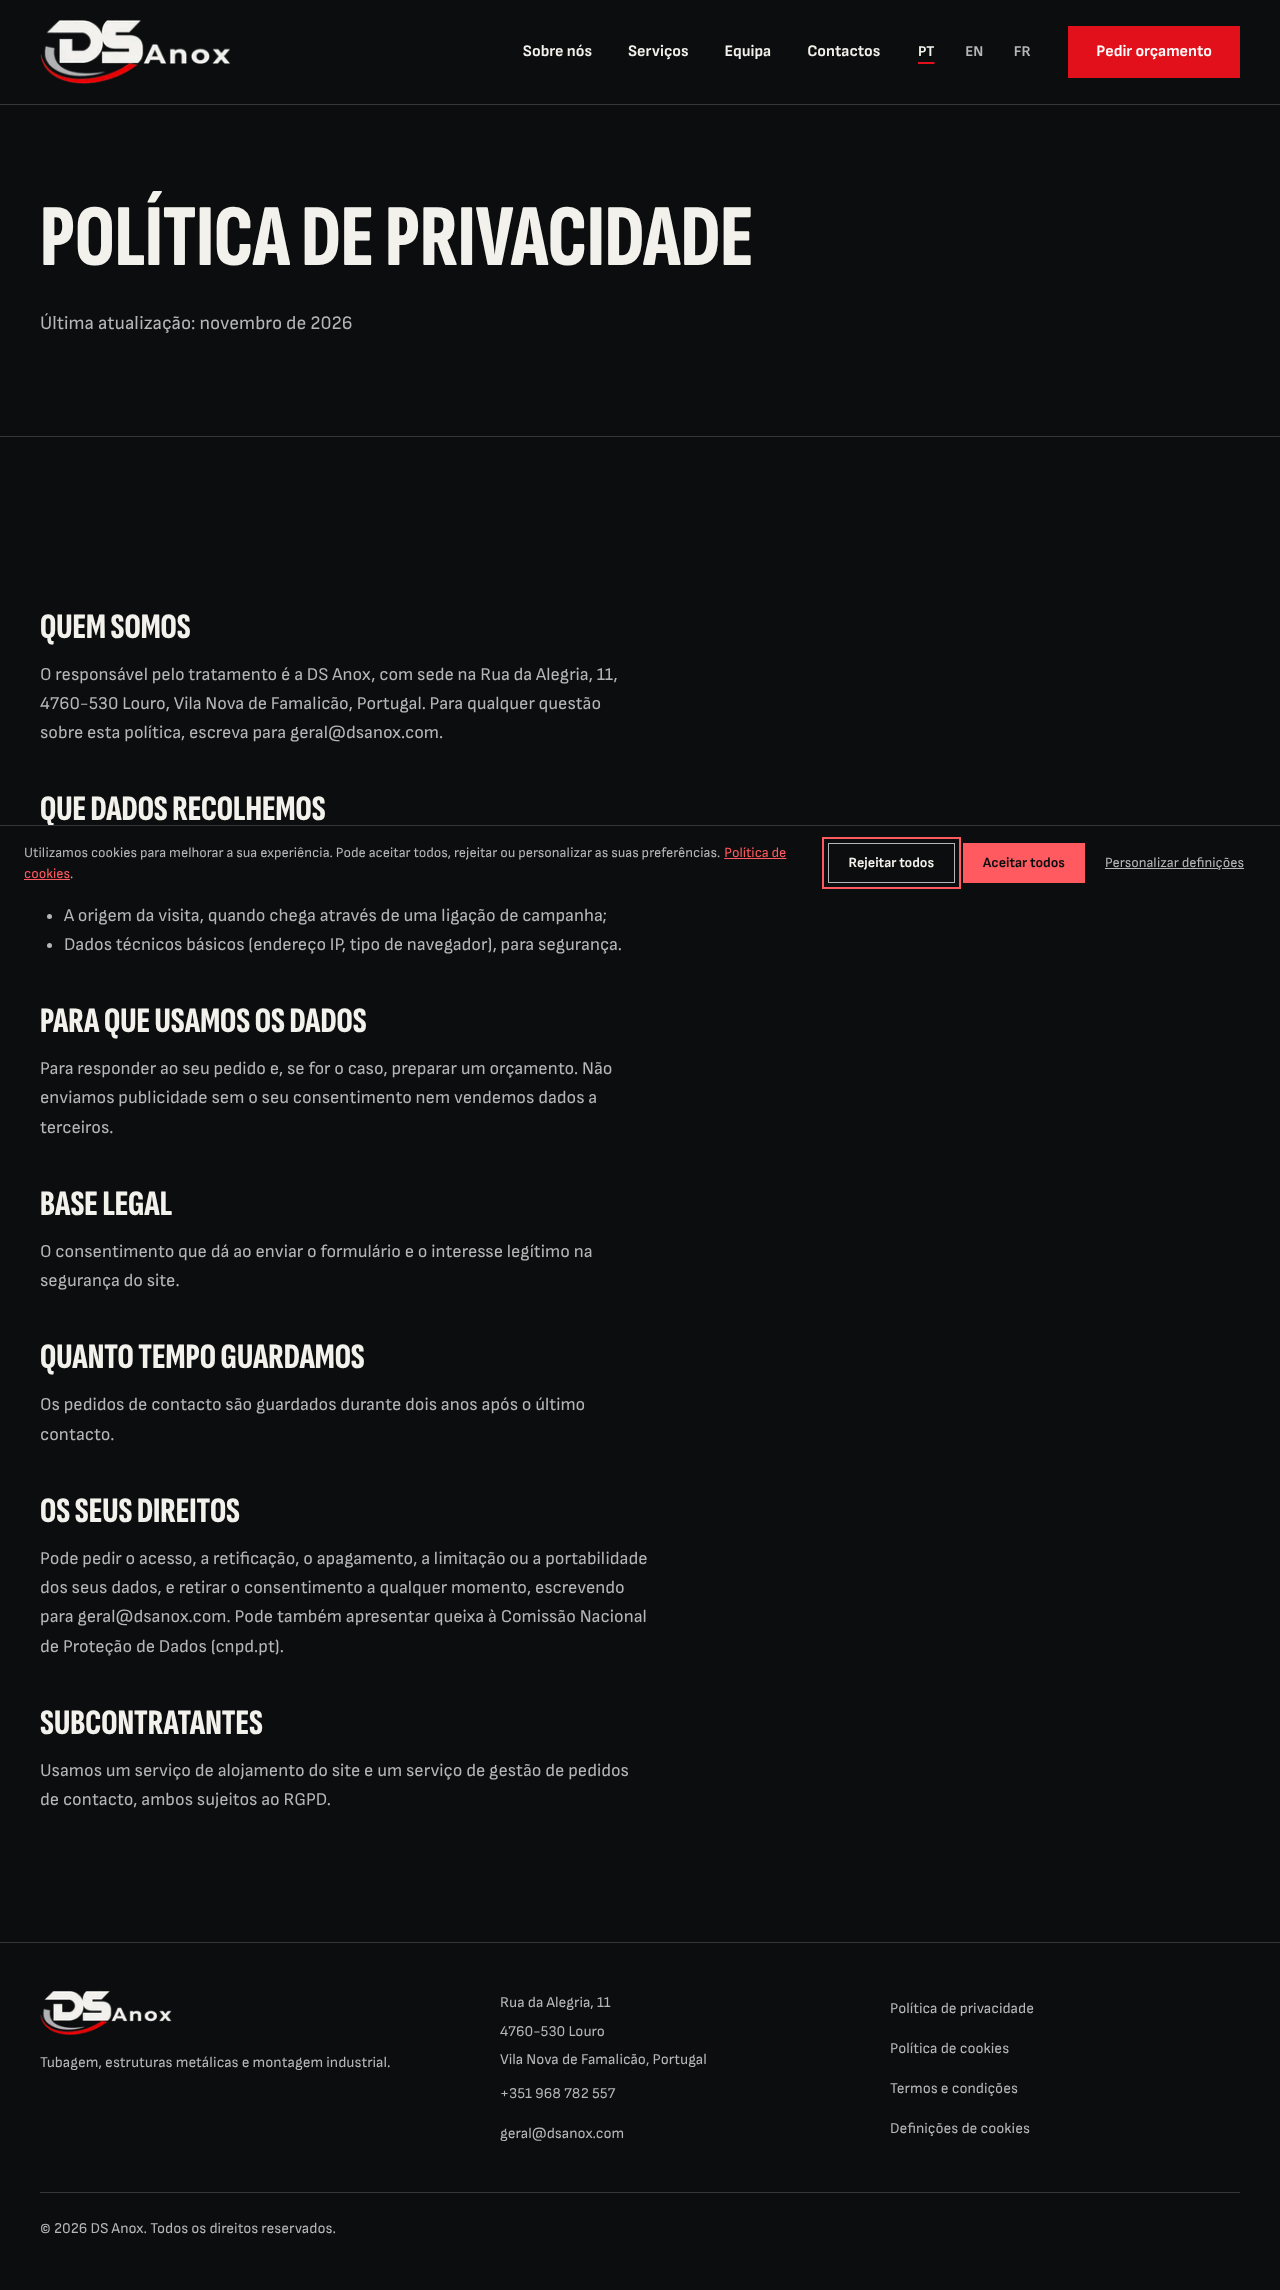 DS Anox
Sobre nós
Serviços
Equipa
Contactos
PT
EN
FR
Pedir orçamento
POLÍTICA DE PRIVACIDADE
Última atualização: novembro de 2026
QUEM SOMOS
O responsável pelo tratamento é a DS Anox, com sede na Rua da Alegria, 11,
4760-530 Louro, Vila Nova de Famalicão, Portugal. Para qualquer questão
sobre esta política, escreva para geral@dsanox.com.
QUE DADOS RECOLHEMOS
Utilizamos cookies para melhorar a sua experiência. Pode aceitar todos, rejeitar ou personalizar as suas preferências. Política de
cookies.
Rejeitar todos
Aceitar todos
Personalizar definições
A origem da visita, quando chega através de uma ligação de campanha;
Dados técnicos básicos (endereço IP, tipo de navegador), para segurança.
PARA QUE USAMOS OS DADOS
Para responder ao seu pedido e, se for o caso, preparar um orçamento. Não
enviamos publicidade sem o seu consentimento nem vendemos dados a
terceiros.
BASE LEGAL
O consentimento que dá ao enviar o formulário e o interesse legítimo na
segurança do site.
QUANTO TEMPO GUARDAMOS
Os pedidos de contacto são guardados durante dois anos após o último
contacto.
OS SEUS DIREITOS
Pode pedir o acesso, a retificação, o apagamento, a limitação ou a portabilidade
dos seus dados, e retirar o consentimento a qualquer momento, escrevendo
para geral@dsanox.com. Pode também apresentar queixa à Comissão Nacional
de Proteção de Dados (cnpd.pt).
SUBCONTRATANTES
Usamos um serviço de alojamento do site e um serviço de gestão de pedidos
de contacto, ambos sujeitos ao RGPD.
DS Anox
Tubagem, estruturas metálicas e montagem industrial.
Rua da Alegria, 11
4760-530 Louro
Vila Nova de Famalicão, Portugal
+351 968 782 557
geral@dsanox.com
Política de privacidade
Política de cookies
Termos e condições
Definições de cookies
© 2026 DS Anox. Todos os direitos reservados.